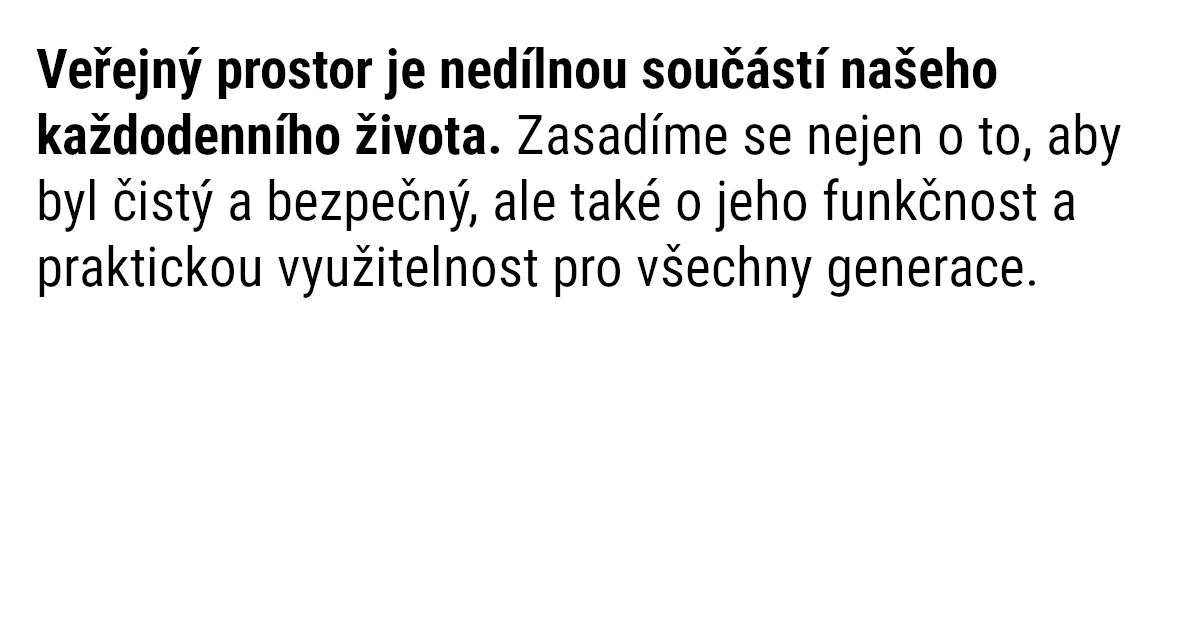 Veřejný prostor je nedílnou součástí našeho
každodenního života. Zasadíme se nejen o to, aby
byl čistý a bezpečný, ale také o jeho funkčnost a
praktickou využitelnost pro všechny generace.